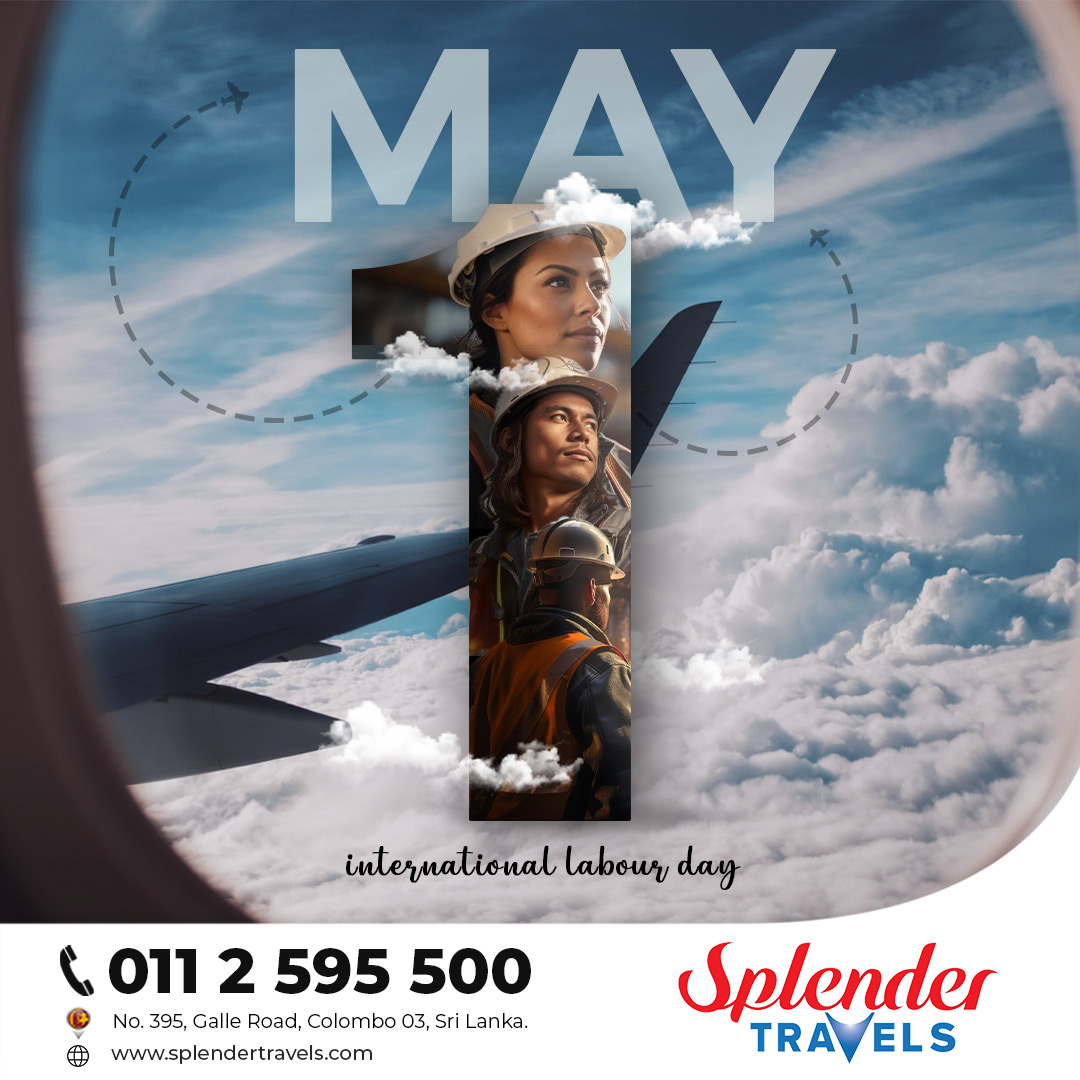 MAY
1
international labour day
011 2 595 500
No. 395, Galle Road, Colombo 03, Sri Lanka.
www.splendertravels.com
Splender
TRAVELS